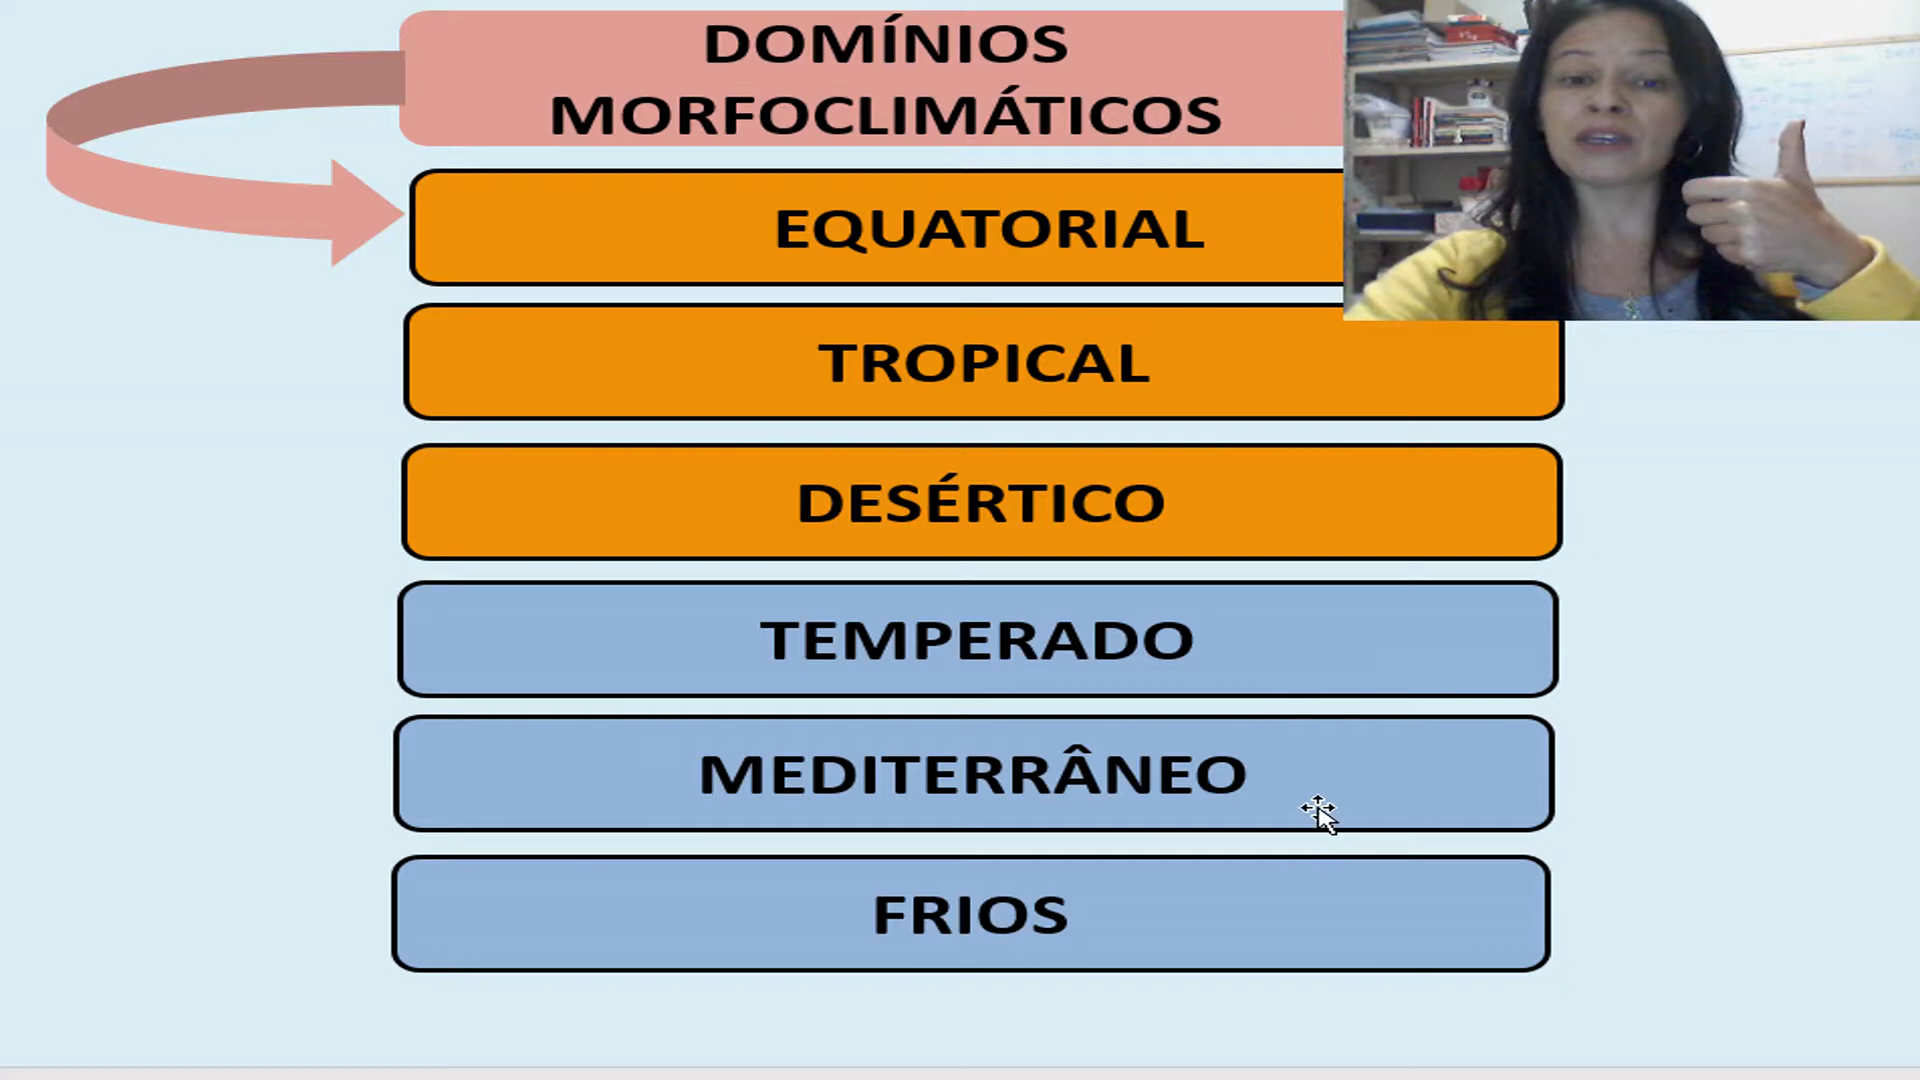 DOMÍNIOS
MORFOCLIMÁTICOS
EQUATORIAL
TROPICAL
DESÉRTICO
TEMPERADO
MEDITERRÂNEO
FRIOS